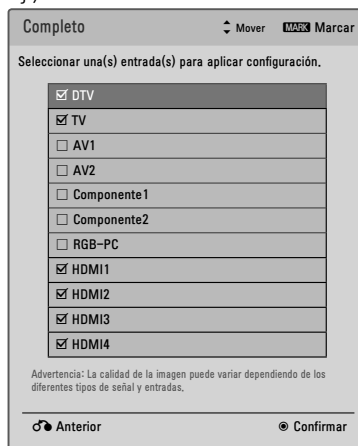 Completo Mover MARK Marcar
Seleccionar una(s) entrada(s) para aplicar configuración.
☑ DTV
☑ TV
☐ AV1
☐ AV2
☐ Componente1
☐ Componente2
☐ RGB-PC
☑ HDMI1
☑ HDMI2
☑ HDMI3
☑ HDMI4
Advertencia: La calidad de la imagen puede variar dependiendo de los
diferentes tipos de señal y entradas.
Anterior Confirmar